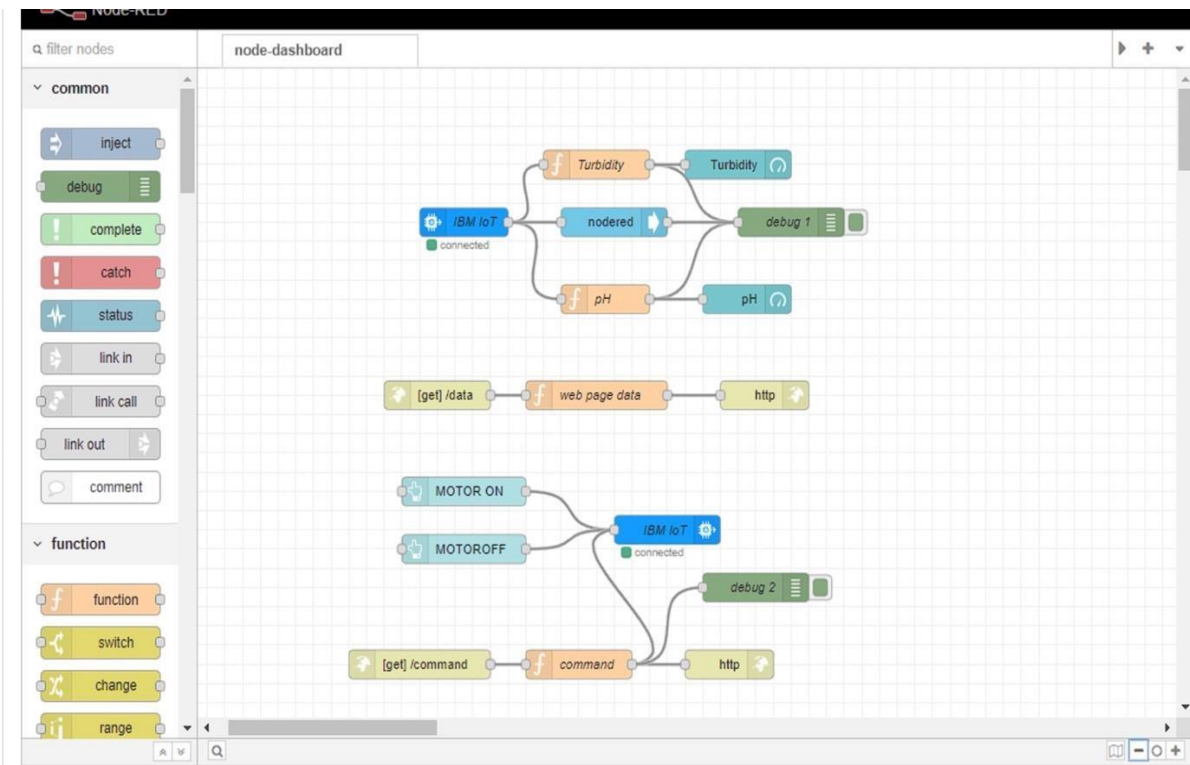 Node-RED
filter nodes
node-dashboard
common
inject
debug
complete
catch
status
link in
link call
link out
comment
function
function
switch
change
range
Turbidity
Turbidity
IBM IoT
connected
nodered
debug 1
pH
pH
[get] /data
web page data
http
MOTOR ON
MOTOROFF
IBM IoT
connected
debug 2
[get] /command
command
http